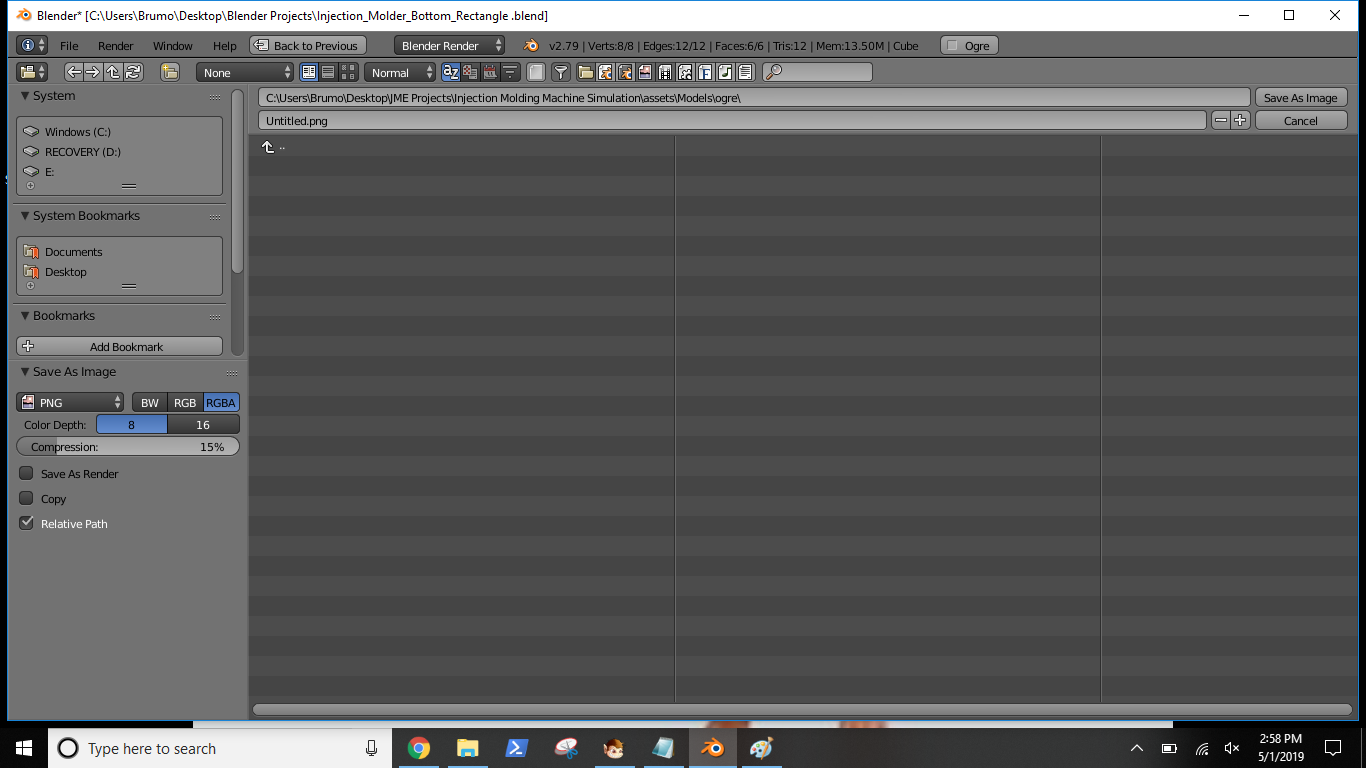 Blender* [C:\Users\Brumo\Desktop\Blender Projects\Injection_Molder_Bottom_Rectangle .blend]
File Render Window Help Back to Previous Blender Render v2.79 | Verts:8/8 | Edges:12/12 | Faces:6/6 | Tris:12 | Mem:13.50M | Cube Ogre
None Normal
System
Windows (C:)
RECOVERY (D:)
E:
System Bookmarks
Documents
Desktop
Bookmarks
Add Bookmark
Save As Image
PNG BW RGB RGBA
Color Depth: 8 16
Compression: 15%
Save As Render
Copy
Relative Path
C:\Users\Brumo\Desktop\JME Projects\Injection Molding Machine Simulation\assets\Models\ogre\ Save As Image
Untitled.png Cancel
..
Type here to search
2:58 PM
5/1/2019